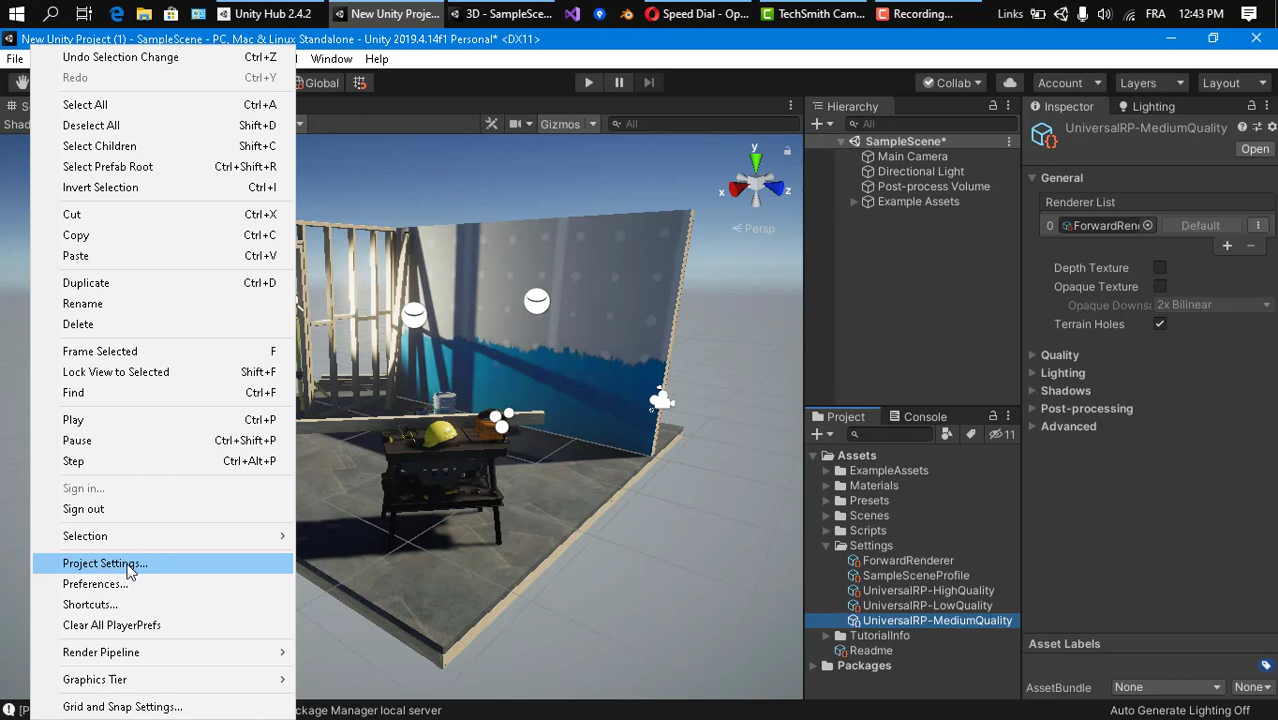 Unity Hub 2.4.2
New Unity Proje...
3D - SampleScen...
Speed Dial - Op...
TechSmith Cam...
Recording...
Links
FRA
12:43 PM
New Unity Project (1) - SampleScene - PC, Mac & Linux Standalone - Unity 2019.4.14f1 Personal* <DX11>
File
Window
Help
Global
Collab
Account
Layers
Layout
Undo Selection Change Ctrl+Z
Redo Ctrl+Y
Select All Ctrl+A
Deselect All Shift+D
Select Children Shift+C
Select Prefab Root Ctrl+Shift+R
Invert Selection Ctrl+I
Cut Ctrl+X
Copy Ctrl+C
Paste Ctrl+V
Duplicate Ctrl+D
Rename
Delete
Frame Selected F
Lock View to Selected Shift+F
Find Ctrl+F
Play Ctrl+P
Pause Ctrl+Shift+P
Step Ctrl+Alt+P
Sign in...
Sign out
Selection
Project Settings...
Preferences...
Shortcuts...
Clear All PlayerPrefs
Render Pipeline
Graphics Tier
Grid and Snap Settings...
Shad
Gizmos
All
y
x
z
Persp
Hierarchy
All
SampleScene*
Main Camera
Directional Light
Post-process Volume
Example Assets
Project
Console
11
Assets
ExampleAssets
Materials
Presets
Scenes
Scripts
Settings
ForwardRenderer
SampleSceneProfile
UniversalRP-HighQuality
UniversalRP-LowQuality
UniversalRP-MediumQuality
TutorialInfo
Readme
Packages
Inspector
Lighting
UniversalRP-MediumQuality
Open
General
Renderer List
0 ForwardRen Default
Depth Texture
Opaque Texture
Opaque Downs 2x Bilinear
Terrain Holes
Quality
Lighting
Shadows
Post-processing
Advanced
Asset Labels
AssetBundle None None
[P
ckage Manager local server
Auto Generate Lighting Off